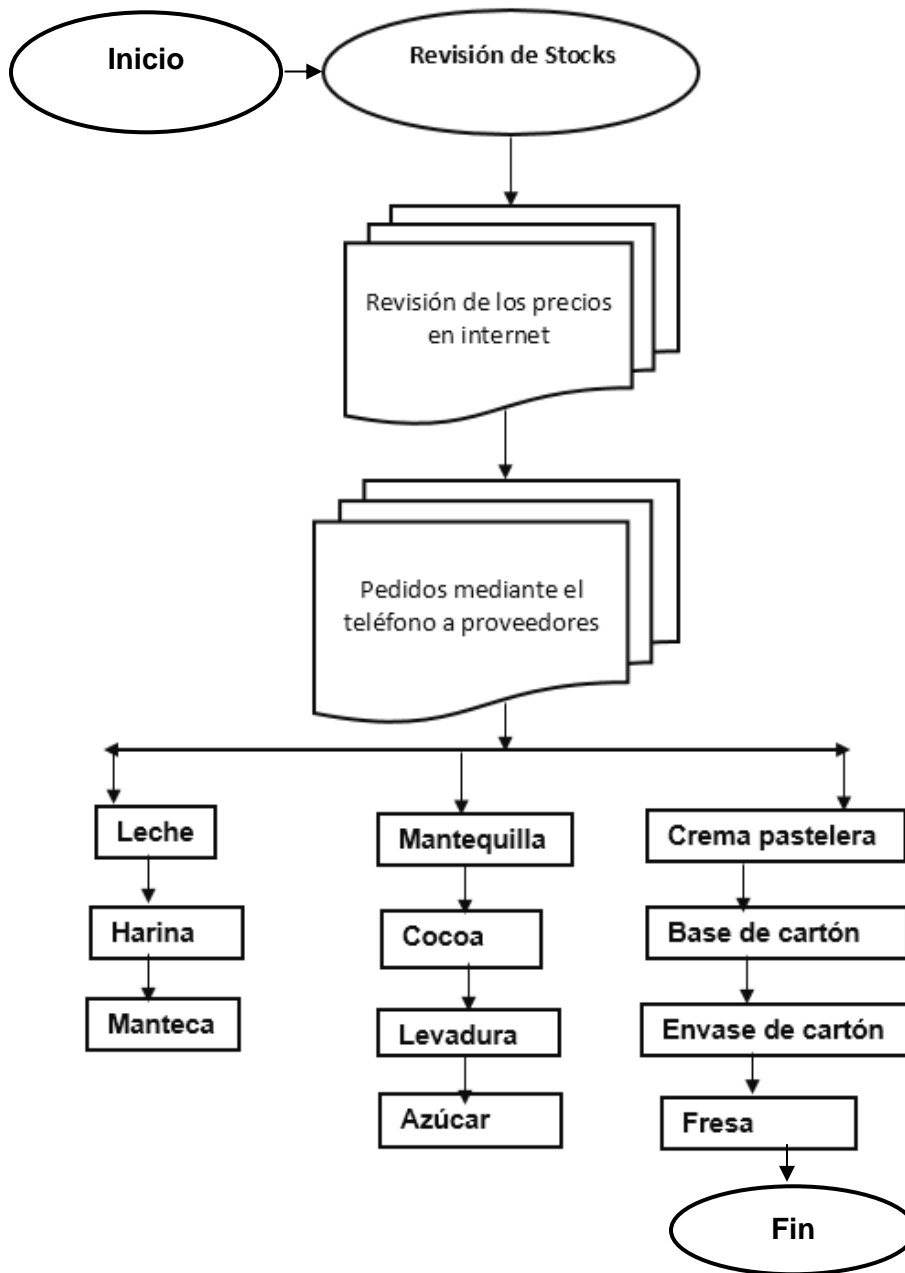 Inicio
Revisión de Stocks
Revisión de los precios
en internet
Pedidos mediante el
teléfono a proveedores
Leche
Harina
Manteca
Mantequilla
Cocoa
Levadura
Azúcar
Crema pastelera
Base de cartón
Envase de cartón
Fresa
Fin